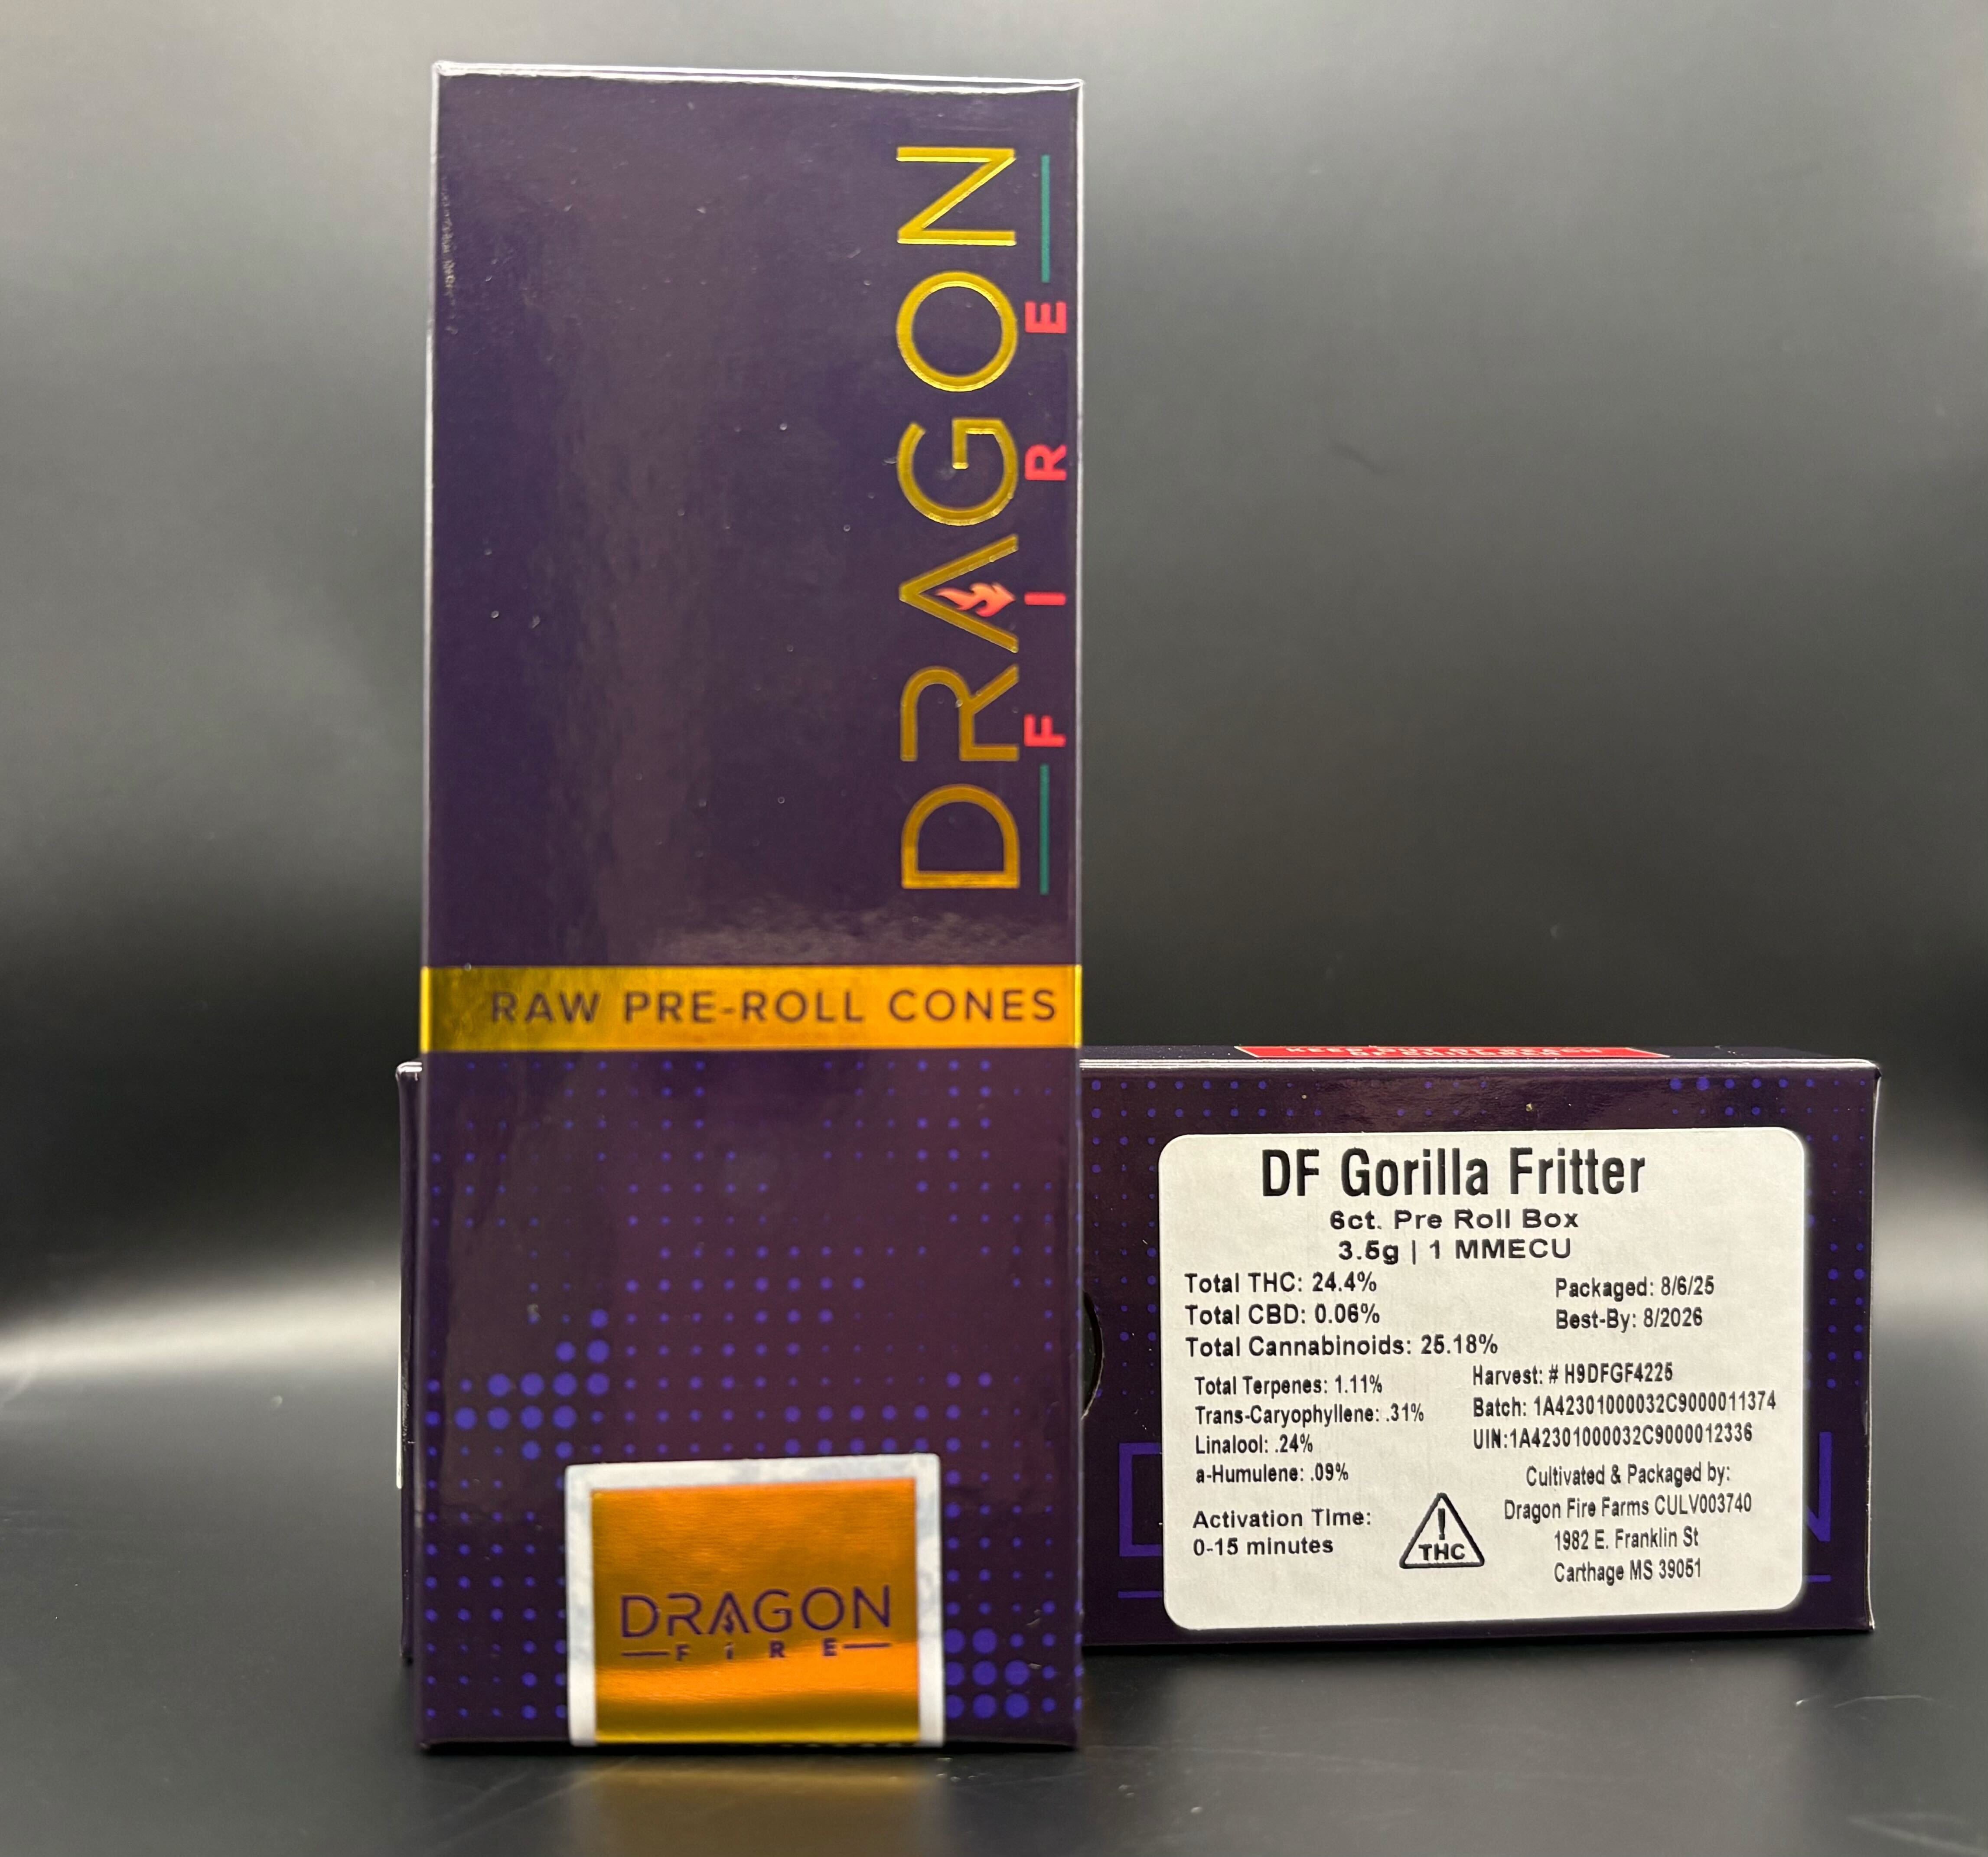 DRAGON
FIRE
RAW PRE-ROLL CONES
DRAGON
FIRE
DF Gorilla Fritter
6ct. Pre Roll Box
3.5g | 1 MMECU
Total THC: 24.4%
Total CBD: 0.06%
Total Cannabinoids: 25.18%
Packaged: 8/6/25
Best-By: 8/2026
Total Terpenes: 1.11%
Trans-Caryophyllene: .31%
Linalool: .24%
a-Humulene: .09%
Harvest: # H9DFGF4225
Batch: 1A42301000032C9000011374
UIN:1A42301000032C9000012336
Activation Time:
0-15 minutes
!
THC
Cultivated & Packaged by:
Dragon Fire Farms CULV003740
1982 E. Franklin St
Carthage MS 39051